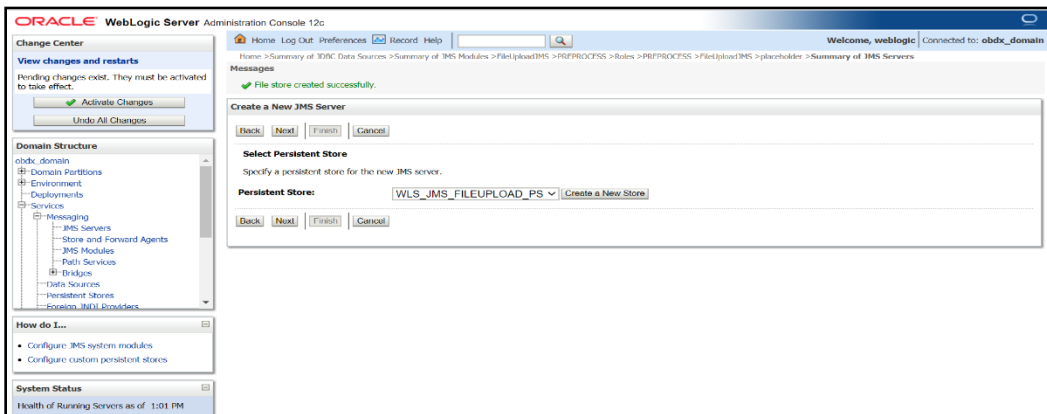 ORACLE WebLogic Server Administration Console 12c
Change Center
View changes and restarts
Pending changes exist. They must be activated
to take effect.
Activate Changes
Undo All Changes
Domain Structure
obdx_domain
Domain Partitions
Environment
Deployments
Services
Messaging
JMS Servers
Store and Forward Agents
JMS Modules
Path Services
Bridges
Data Sources
Persistent Stores
Foreign JNDI Providers
How do I...
Configure JMS system modules
Configure custom persistent stores
System Status
Health of Running Servers as of 1:01 PM
Home Log Out Preferences Record Help
Welcome, weblogic Connected to: obdx_domain
Home >Summary of JDBC Data Sources >Summary of JMS Modules >FileUploadJMS >PREPROCESS >Roles >PREPROCESS >FileUploadJMS >placeholder >Summary of JMS Servers
Messages
File store created successfully.
Create a New JMS Server
Back Next Finish Cancel
Select Persistent Store
Specify a persistent store for the new JMS server.
Persistent Store: WLS_JMS_FILEUPLOAD_PS Create a New Store
Back Next Finish Cancel